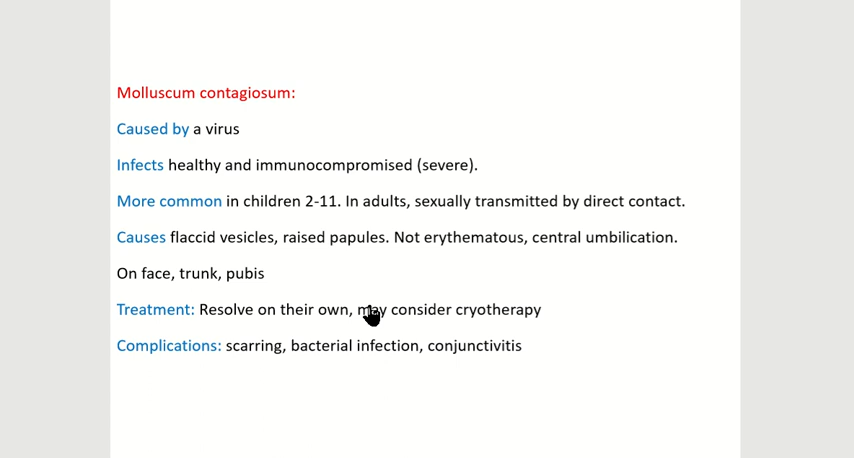 Molluscum contagiosum:
Caused by a virus
Infects healthy and immunocompromised (severe).
More common in children 2-11. In adults, sexually transmitted by direct contact.
Causes flaccid vesicles, raised papules. Not erythematous, central umbilication.
On face, trunk, pubis
Treatment: Resolve on their own, may consider cryotherapy
Complications: scarring, bacterial infection, conjunctivitis